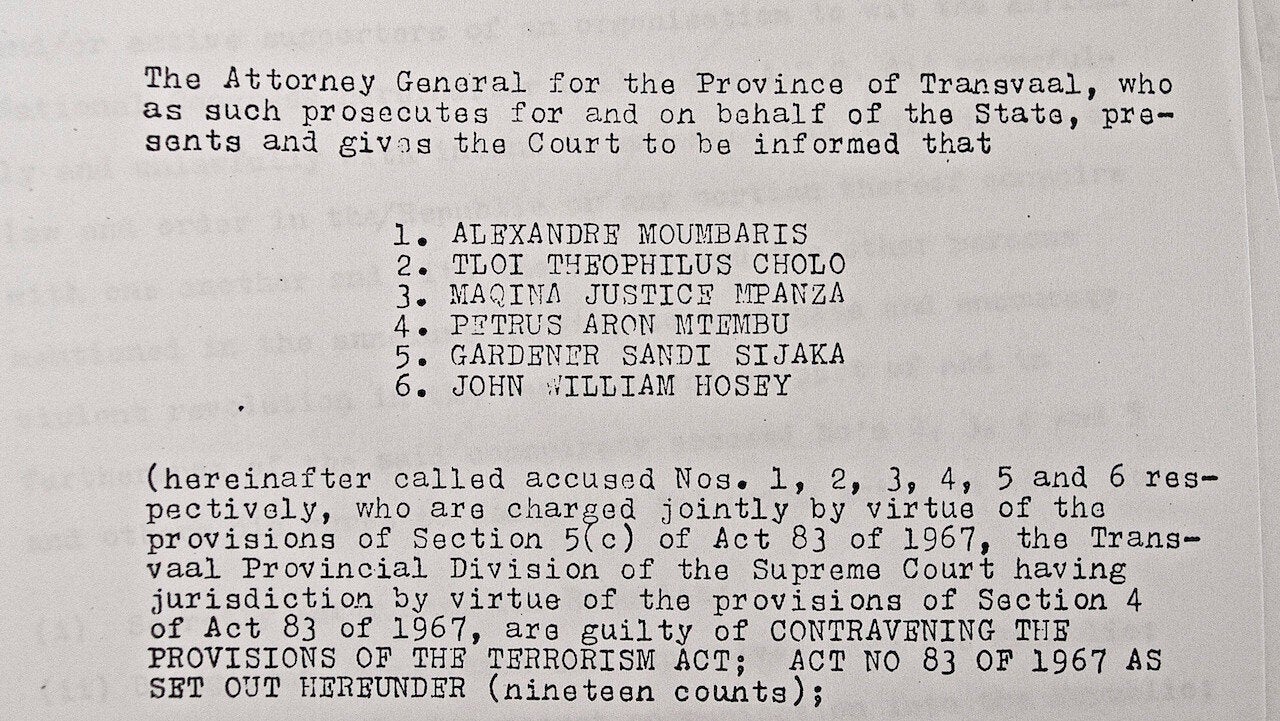 The Attorney General for the Province of Transvaal, who
as such prosecutes for and on behalf of the State, pre-
sents and gives the Court to be informed that
1. ALEXANDRE MOUMBARIS
2. TLOI THEOPHILUS CHOLO
3. MAQINA JUSTICE MPANZA
4. PETRUS ARON MTEMBU
5. GARDENER SANDI SIJAKA
6. JOHN WILLIAM HOSEY
(hereinafter called accused Nos. 1, 2, 3, 4, 5 and 6 res-
pectively, who are charged jointly by virtue of the
provisions of Section 5(c) of Act 83 of 1967, the Trans-
vaal Provincial Division of the Supreme Court having
jurisdiction by virtue of the provisions of Section 4
of Act 83 of 1967, are guilty of CONTRAVENING THE
PROVISIONS OF THE TERRORISM ACT; ACT NO 83 OF 1967 AS
SET OUT HEREUNDER (nineteen counts);